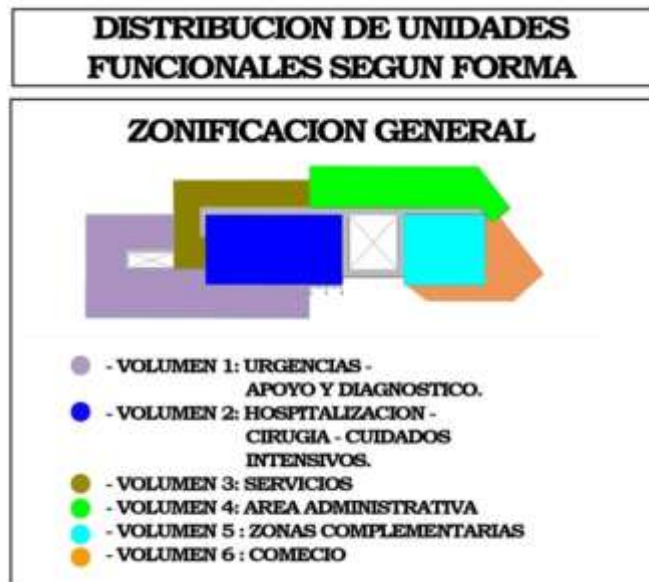 DISTRIBUCION DE UNIDADES
FUNCIONALES SEGUN FORMA
ZONIFICACION GENERAL
- VOLUMEN 1: URGENCIAS -
APOYO Y DIAGNOSTICO.
- VOLUMEN 2: HOSPITALIZACION -
CIRUGIA - CUIDADOS
INTENSIVOS.
- VOLUMEN 3: SERVICIOS
- VOLUMEN 4: AREA ADMINISTRATIVA
- VOLUMEN 5 : ZONAS COMPLEMENTARIAS
- VOLUMEN 6 : COMECIO